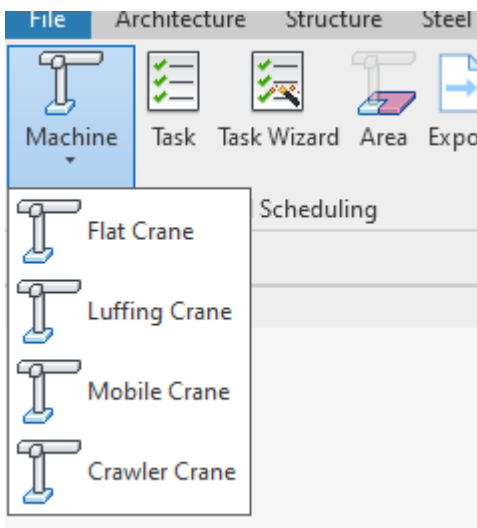 File Architecture Structure Steel
Machine Task Task Wizard Area Expo
Scheduling
Flat Crane
Luffing Crane
Mobile Crane
Crawler Crane